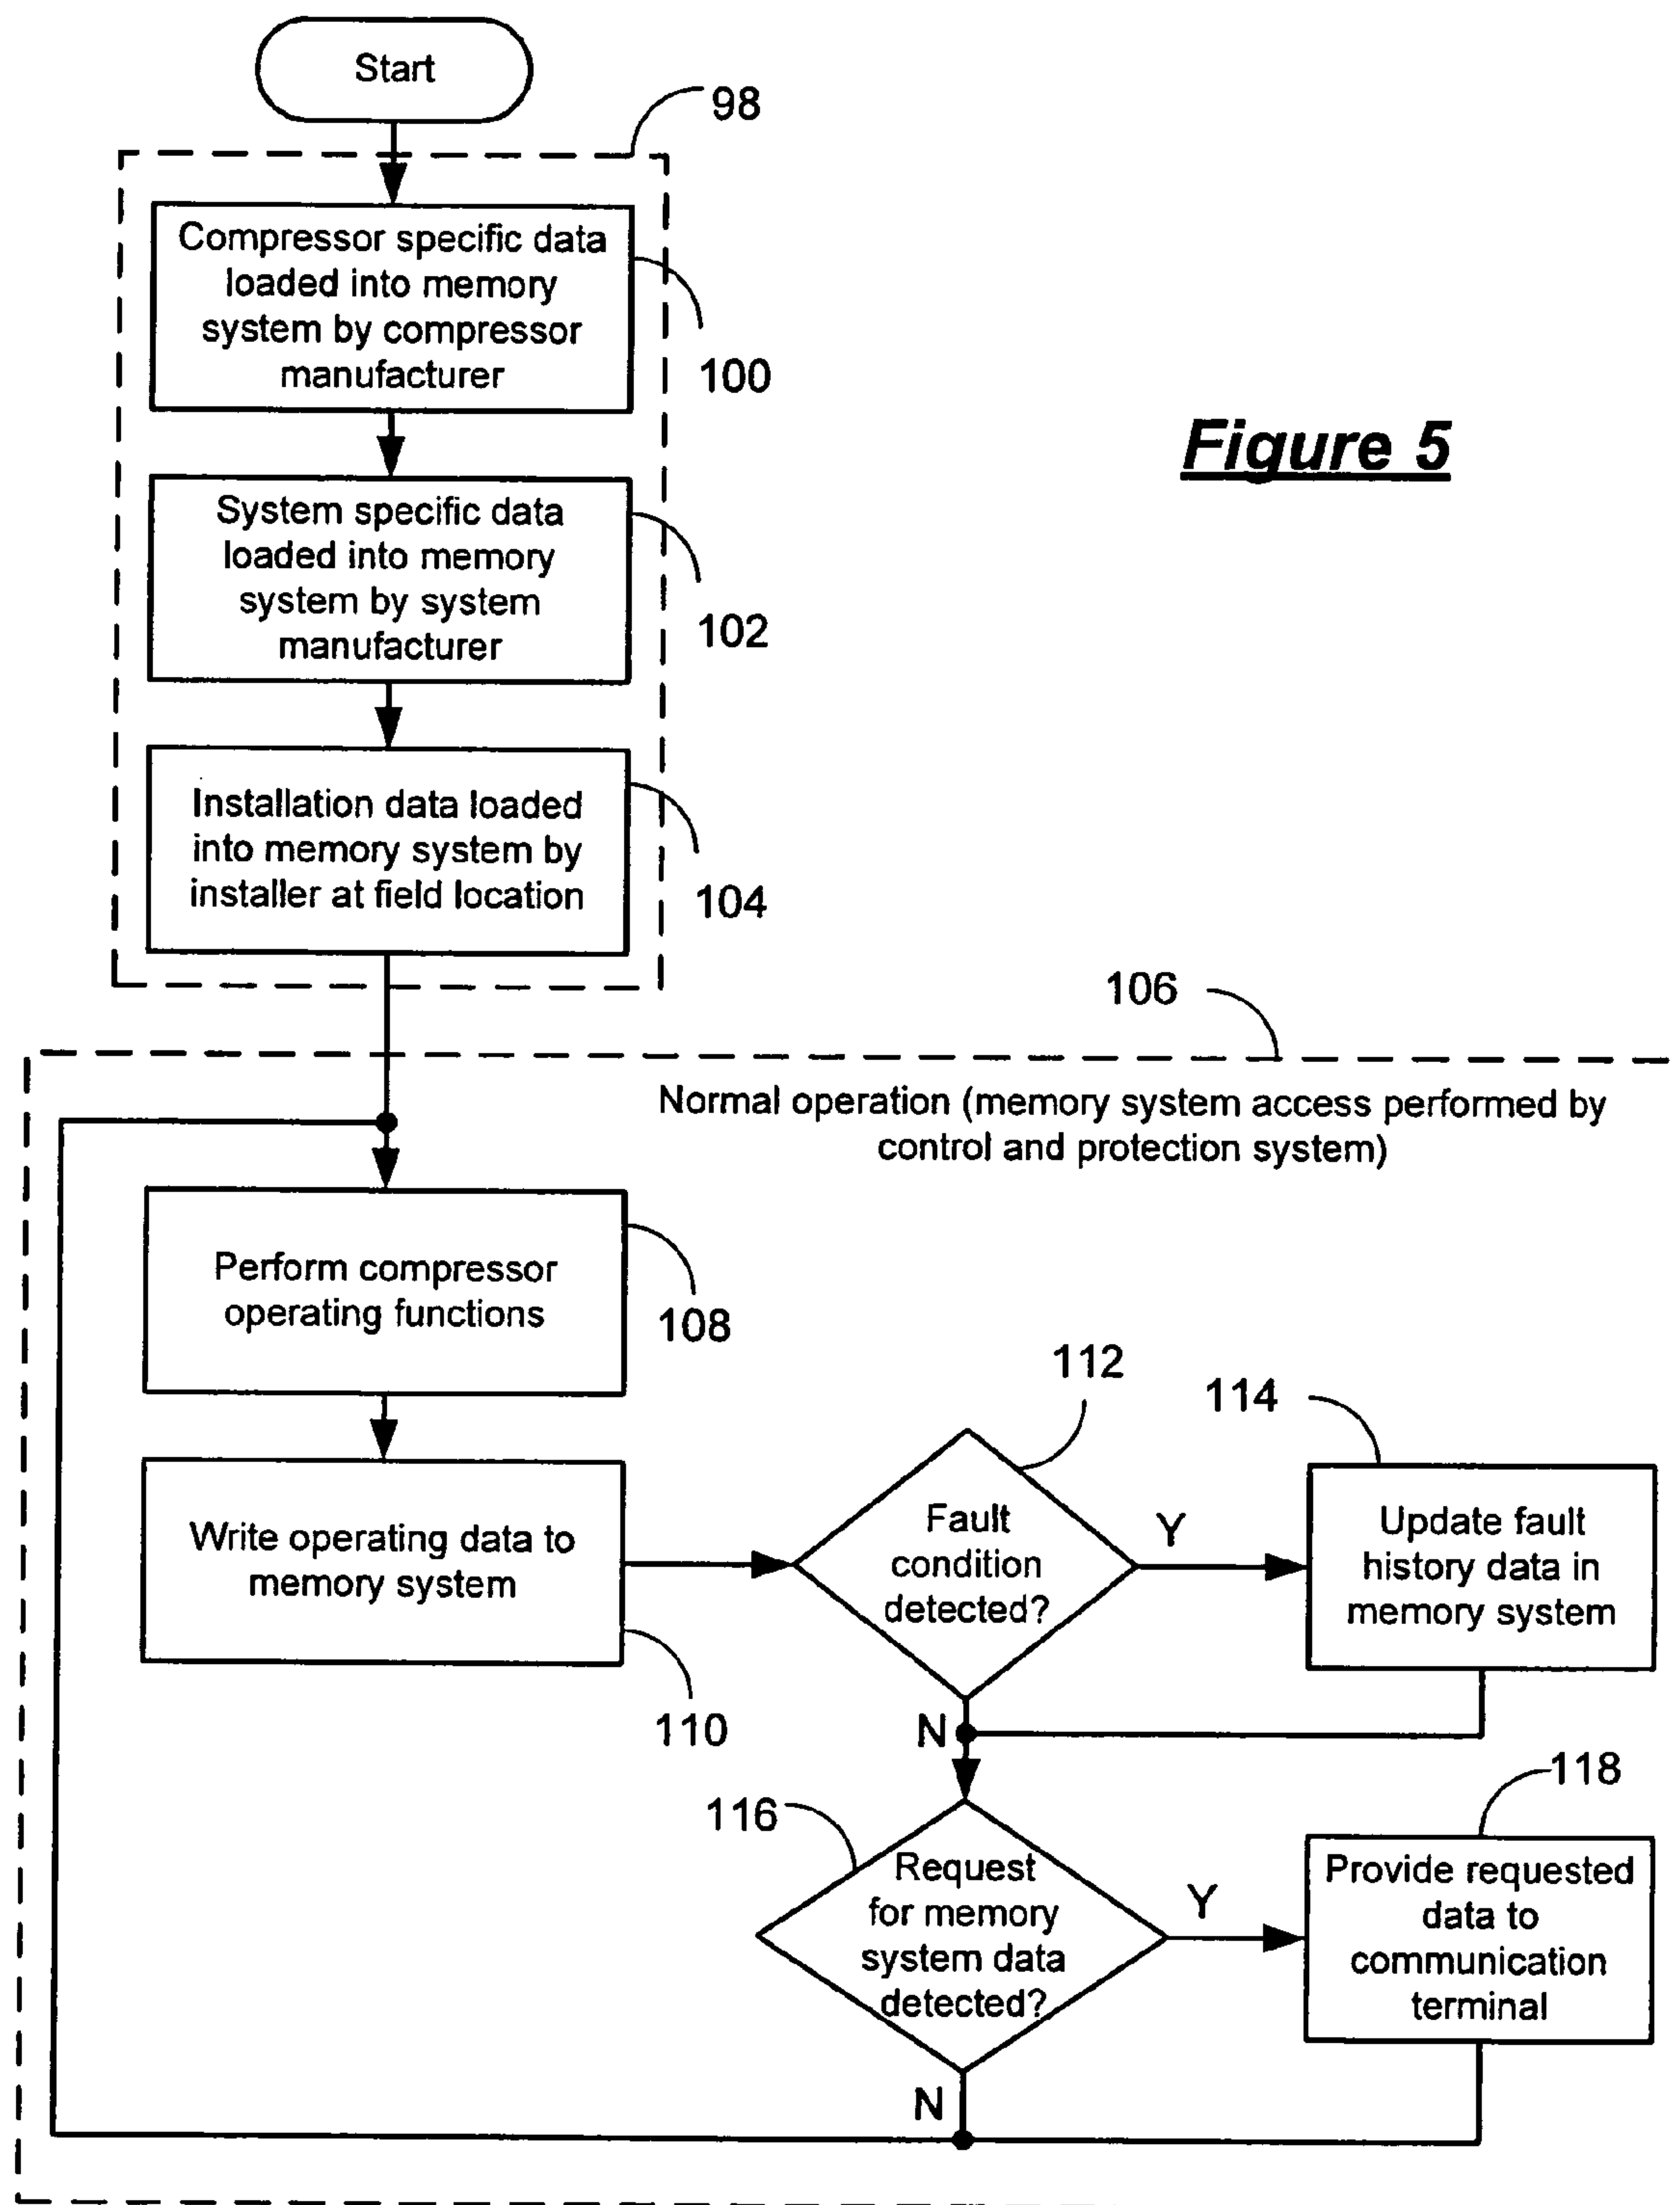 Start
98
Compressor specific data
loaded into memory
system by compressor
manufacturer
100
Figure 5
System specific data
loaded into memory
system by system
manufacturer
102
Installation data loaded
into memory system by
installer at field location
104
106
Normal operation (memory system access performed by
control and protection system)
Perform compressor
operating functions
108
112
114
Write operating data to
memory system
110
Fault
condition
detected?
Y
Update fault
history data in
memory system
N
116
118
Request
for memory
system data
detected?
Y
Provide requested
data to
communication
terminal
N